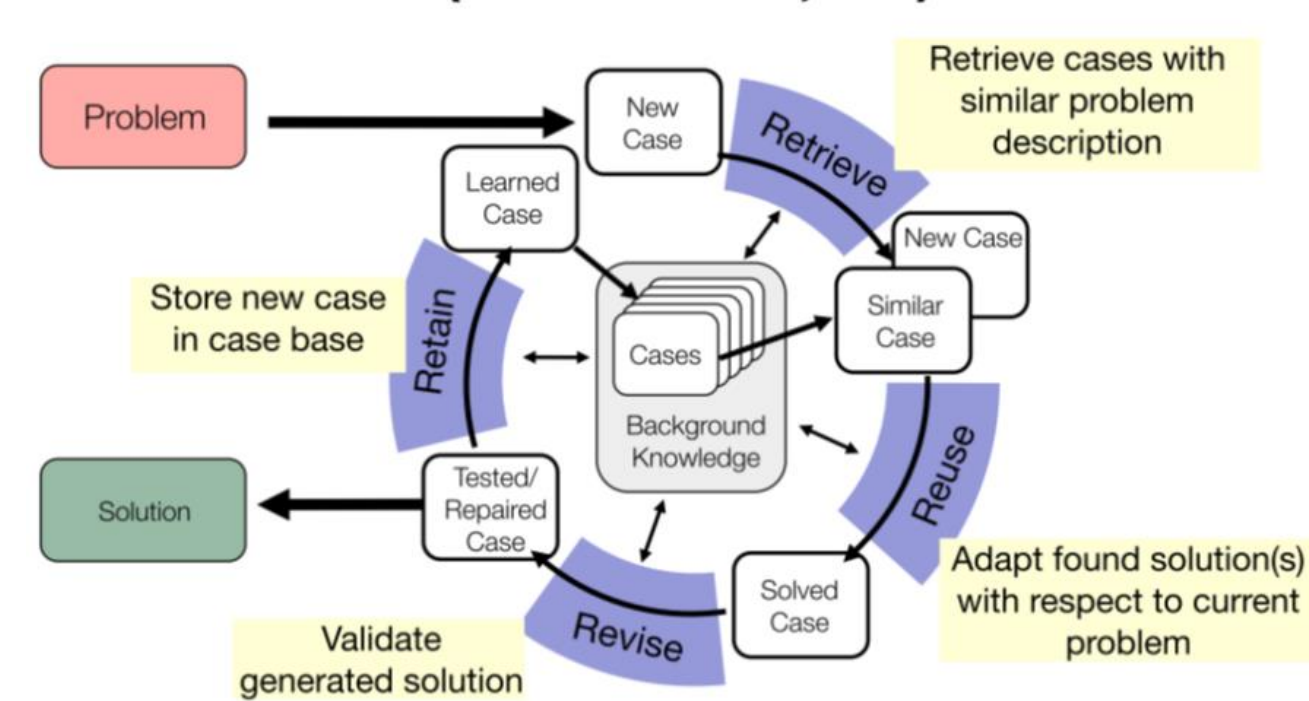 Problem
New
Case
Retrieve
Retrieve cases with
similar problem
description
Learned
Case
New Case
Similar
Case
Store new case
in case base
Retain
Cases
Background
Knowledge
Reuse
Solution
Tested/
Repaired
Case
Adapt found solution(s)
with respect to current
problem
Solved
Case
Revise
Validate
generated solution